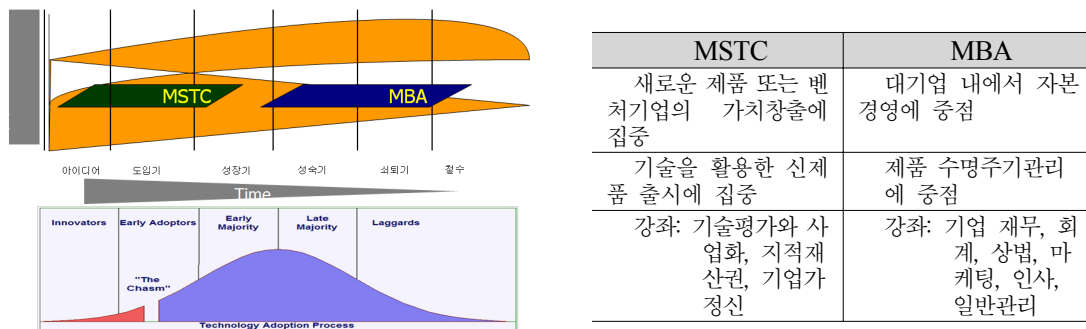 MSTC
MBA
아이디어 도입기 성장기 성숙기 쇠퇴기 철수
Time
Innovators Early Adoptors Early Majority Late Majority Laggards
"The
Chasm"
Technology Adoption Process
MSTC MBA
새로운 제품 또는 벤
처기업의 가치창출에
집중
대기업 내에서 자본
경영에 중점
기술을 활용한 신제
품 출시에 집중
제품 수명주기관리
에 중점
강좌: 기술평가와 사
업화, 지적재
산권, 기업가
정신
강좌: 기업 재무, 회
계, 상법, 마
케팅, 인사,
일반관리